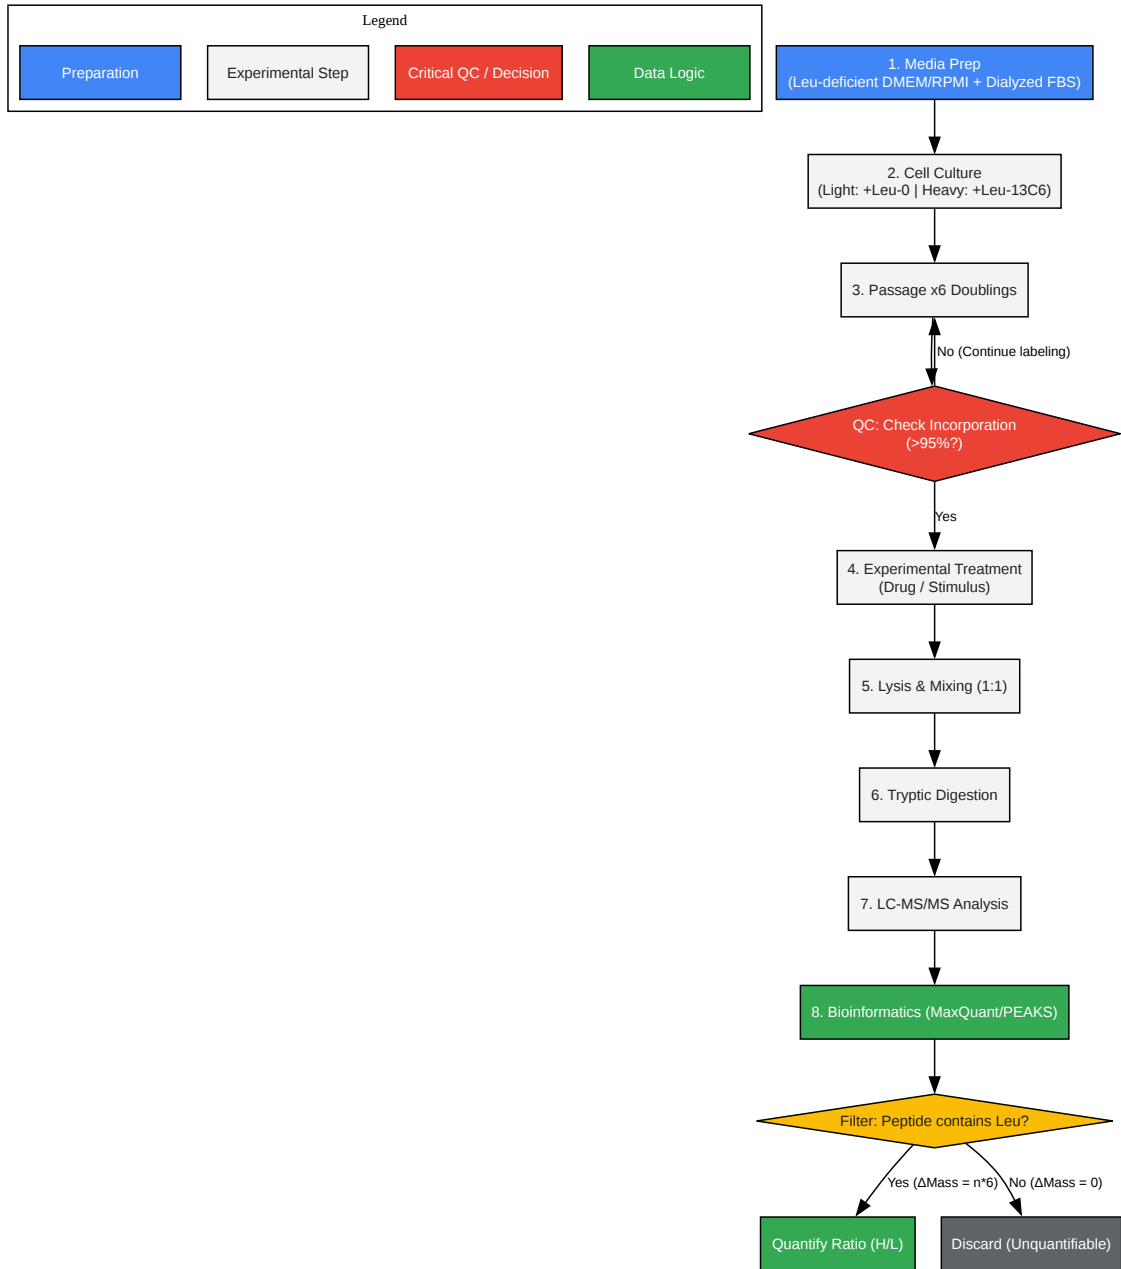 Legend
Preparation
Experimental Step
Critical QC / Decision
Data Logic
1. Media Prep
(Leu-deficient DMEM/RPMI + Dialyzed FBS)
2. Cell Culture
(Light: +Leu-0 | Heavy: +Leu-13C6)
3. Passage x6 Doublings
No (Continue labeling)
QC: Check Incorporation
(>95%?)
Yes
4. Experimental Treatment
(Drug / Stimulus)
5. Lysis & Mixing (1:1)
6. Tryptic Digestion
7. LC-MS/MS Analysis
8. Bioinformatics (MaxQuant/PEAKS)
Filter: Peptide contains Leu?
Yes (ΔMass = n*6)
No (ΔMass = 0)
Quantify Ratio (H/L)
Discard (Unquantifiable)